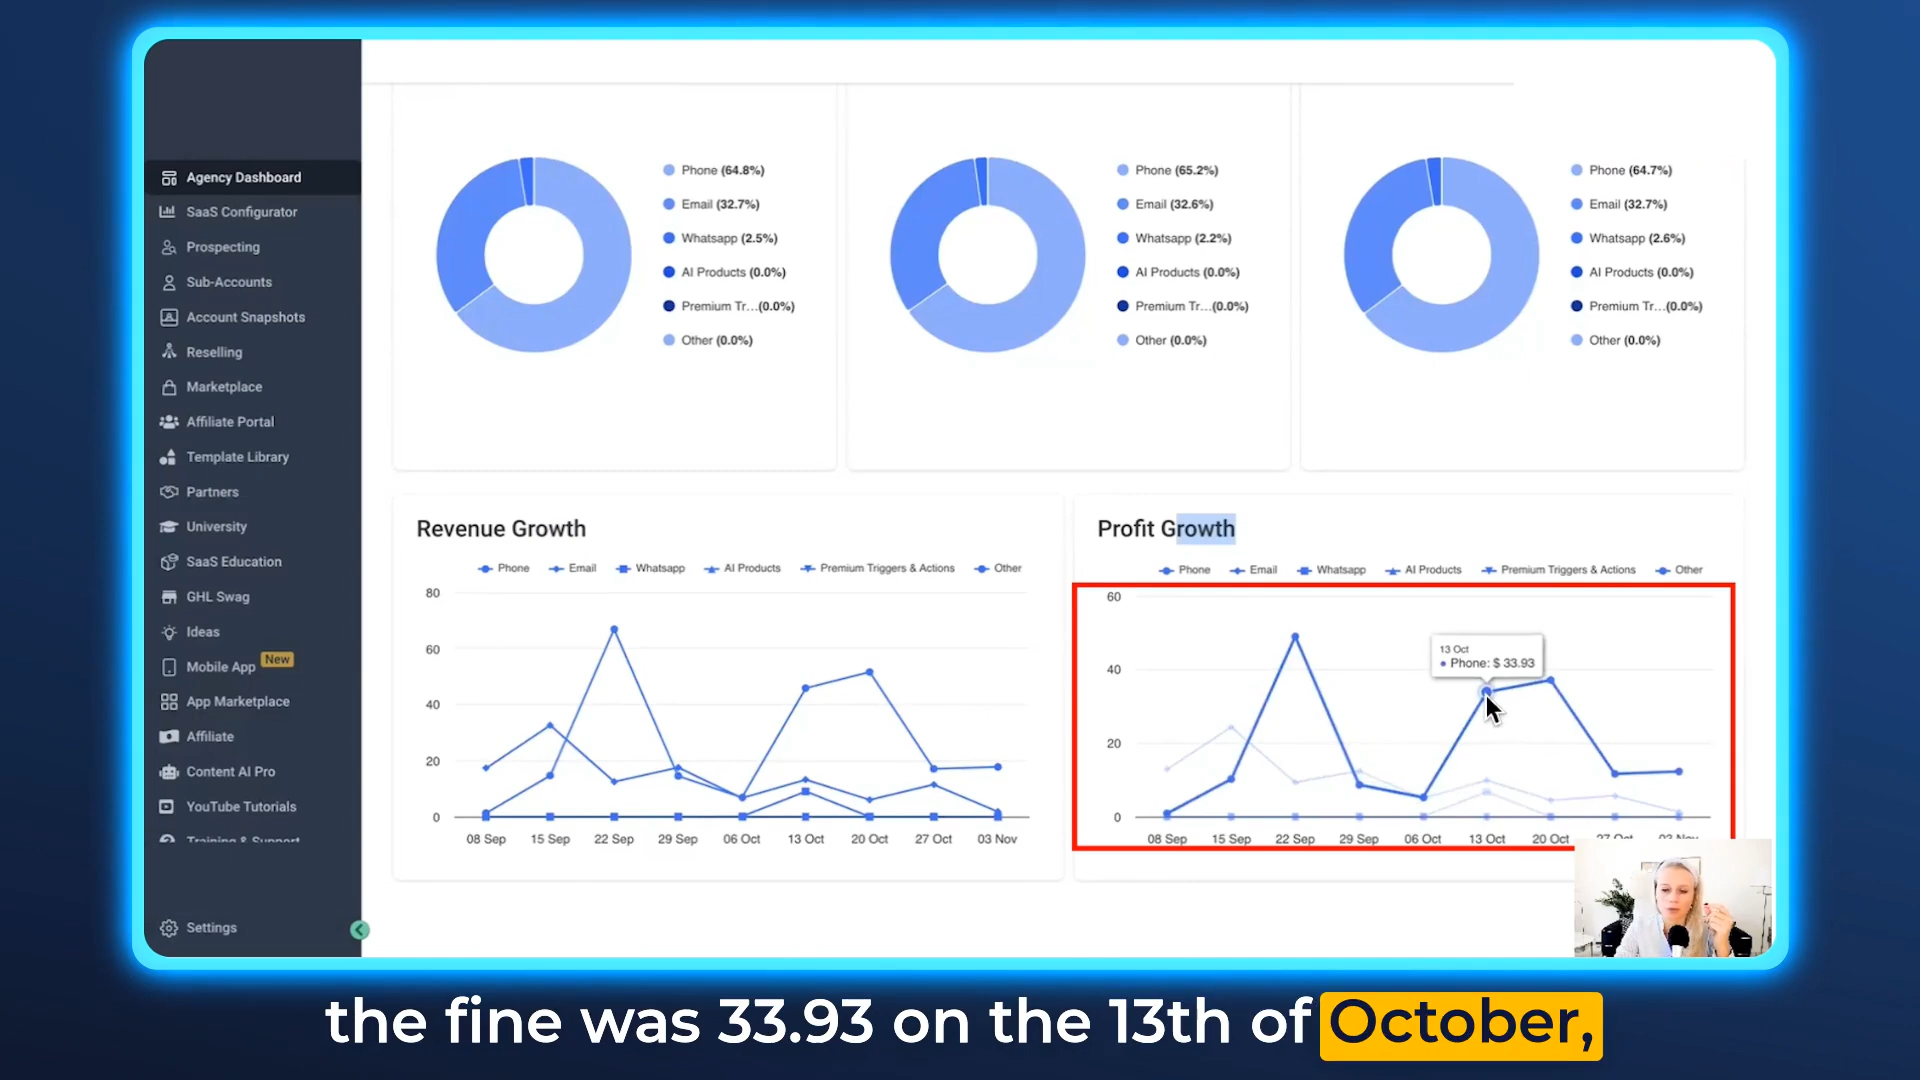 Agency Dashboard
SaaS Configurator
Prospecting
Sub-Accounts
Account Snapshots
Reselling
Marketplace
Affiliate Portal
Template Library
Partners
University
SaaS Education
GHL Swag
Ideas
Mobile App New
App Marketplace
Affiliate
Content AI Pro
YouTube Tutorials
Training & Support
Settings
Phone (64.8%)
Email (32.7%)
Whatsapp (2.5%)
AI Products (0.0%)
Premium Tr...(0.0%)
Other (0.0%)
Phone (65.2%)
Email (32.6%)
Whatsapp (2.2%)
AI Products (0.0%)
Premium Tr...(0.0%)
Other (0.0%)
Phone (64.7%)
Email (32.7%)
Whatsapp (2.6%)
AI Products (0.0%)
Premium Tr...(0.0%)
Other (0.0%)
Revenue Growth
Phone Email Whatsapp AI Products Premium Triggers & Actions Other
80
60
40
20
0
08 Sep 15 Sep 22 Sep 29 Sep 06 Oct 13 Oct 20 Oct 27 Oct 03 Nov
Profit Growth
Phone Email Whatsapp AI Products Premium Triggers & Actions Other
60
40
20
0
13 Oct
Phone: $ 33.93
08 Sep 15 Sep 22 Sep 29 Sep 06 Oct 13 Oct 20 Oct 27 Oct 03 Nov
the fine was 33.93 on the 13th of October,